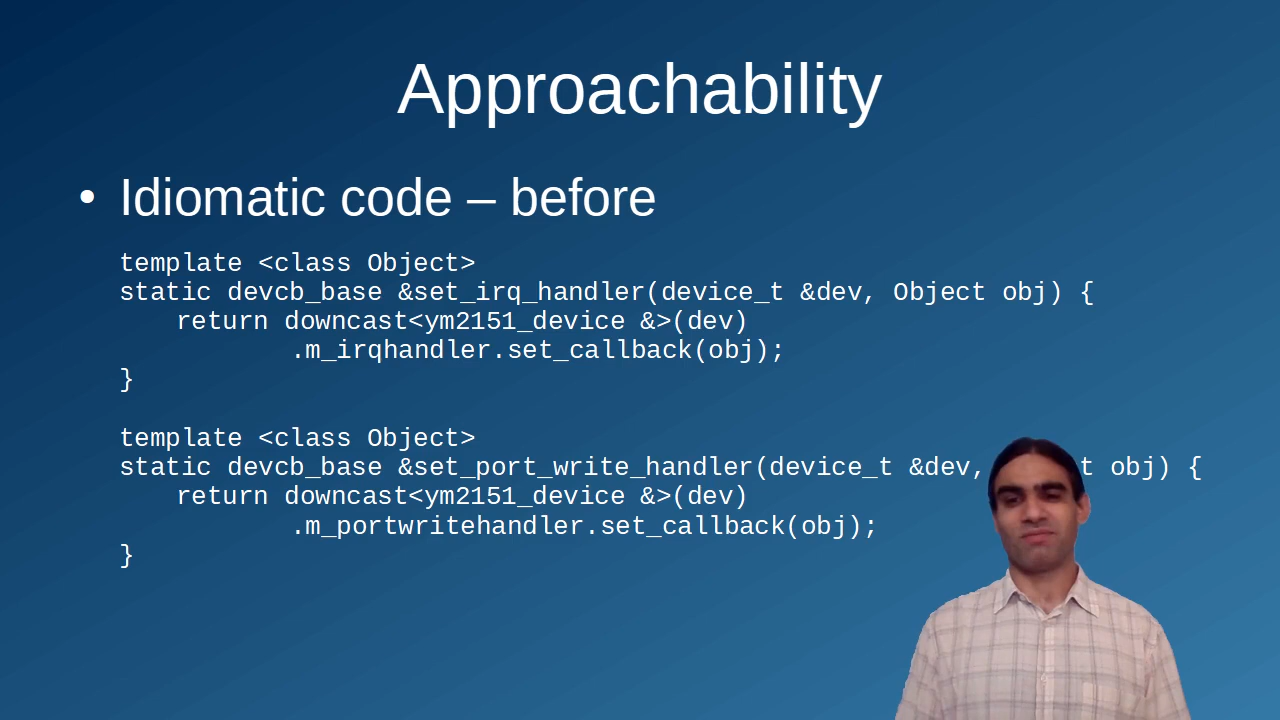 Approachability
• Idiomatic code – before
template <class Object>
static devcb_base &set_irq_handler(device_t &dev, Object obj) {
return downcast<ym2151_device &>(dev)
.m_irqhandler.set_callback(obj);
}
template <class Object>
static devcb_base &set_port_write_handler(device_t &dev, obj) {
return downcast<ym2151_device &>(dev)
.m_portwritehandler.set_callback(obj);
}